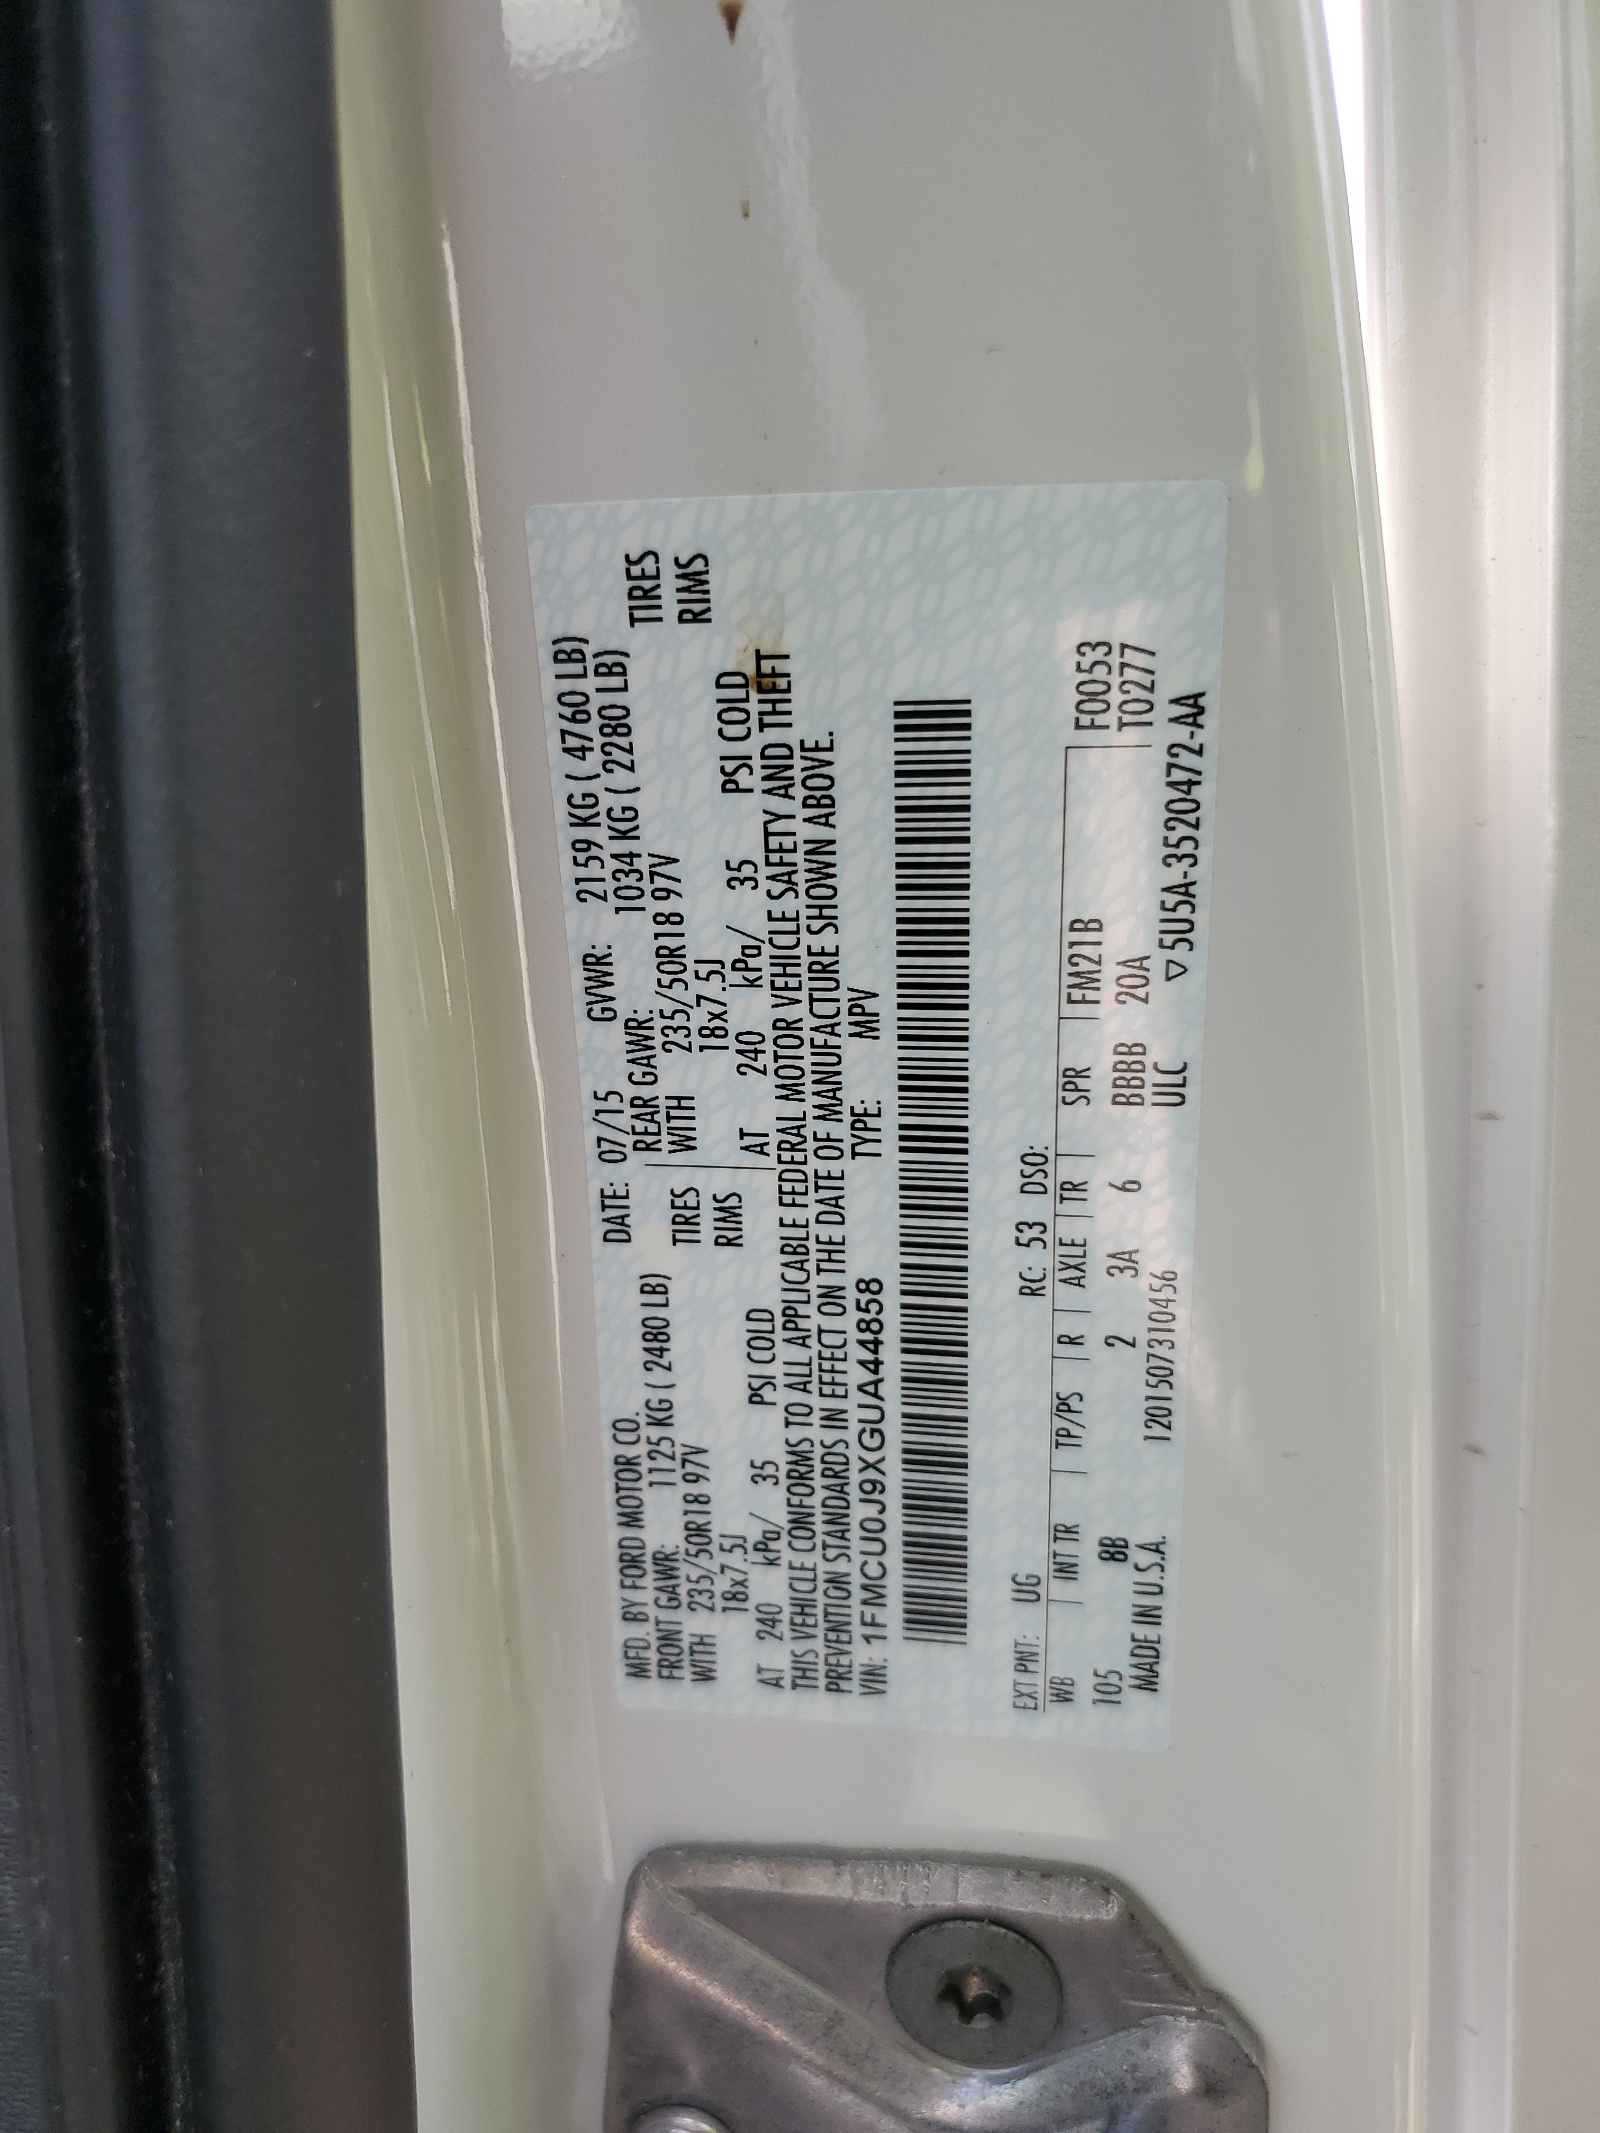 MFD. BY FORD MOTOR CO. DATE: 07/15 GVWR: 2159 KG ( 4760 LB)
FRONT GAWR: 1125 KG ( 2480 LB) REAR GAWR: 1034 KG ( 2280 LB)
WITH 235/50R18 97V TIRES WITH 235/50R18 97V TIRES
18x7.5J RIMS 18x7.5J RIMS
AT 240 kPa/ 35 PSI COLD AT 240 kPa/ 35 PSI COLD
THIS VEHICLE CONFORMS TO ALL APPLICABLE FEDERAL MOTOR VEHICLE SAFETY AND THEFT
PREVENTION STANDARDS IN EFFECT ON THE DATE OF MANUFACTURE SHOWN ABOVE.
VIN: 1FMCU0J9XGUA44858 TYPE: MPV
EXT PNT: UG RC: 53 DSO: F0053
WB | INT TR | TP/PS | R | AXLE | TR | SPR | FM21B T0277
105 8B 2 3A 6 BBBB 20A
MADE IN U.S.A. 120150731045​6 ULC ▽5U5A-3520472-AA